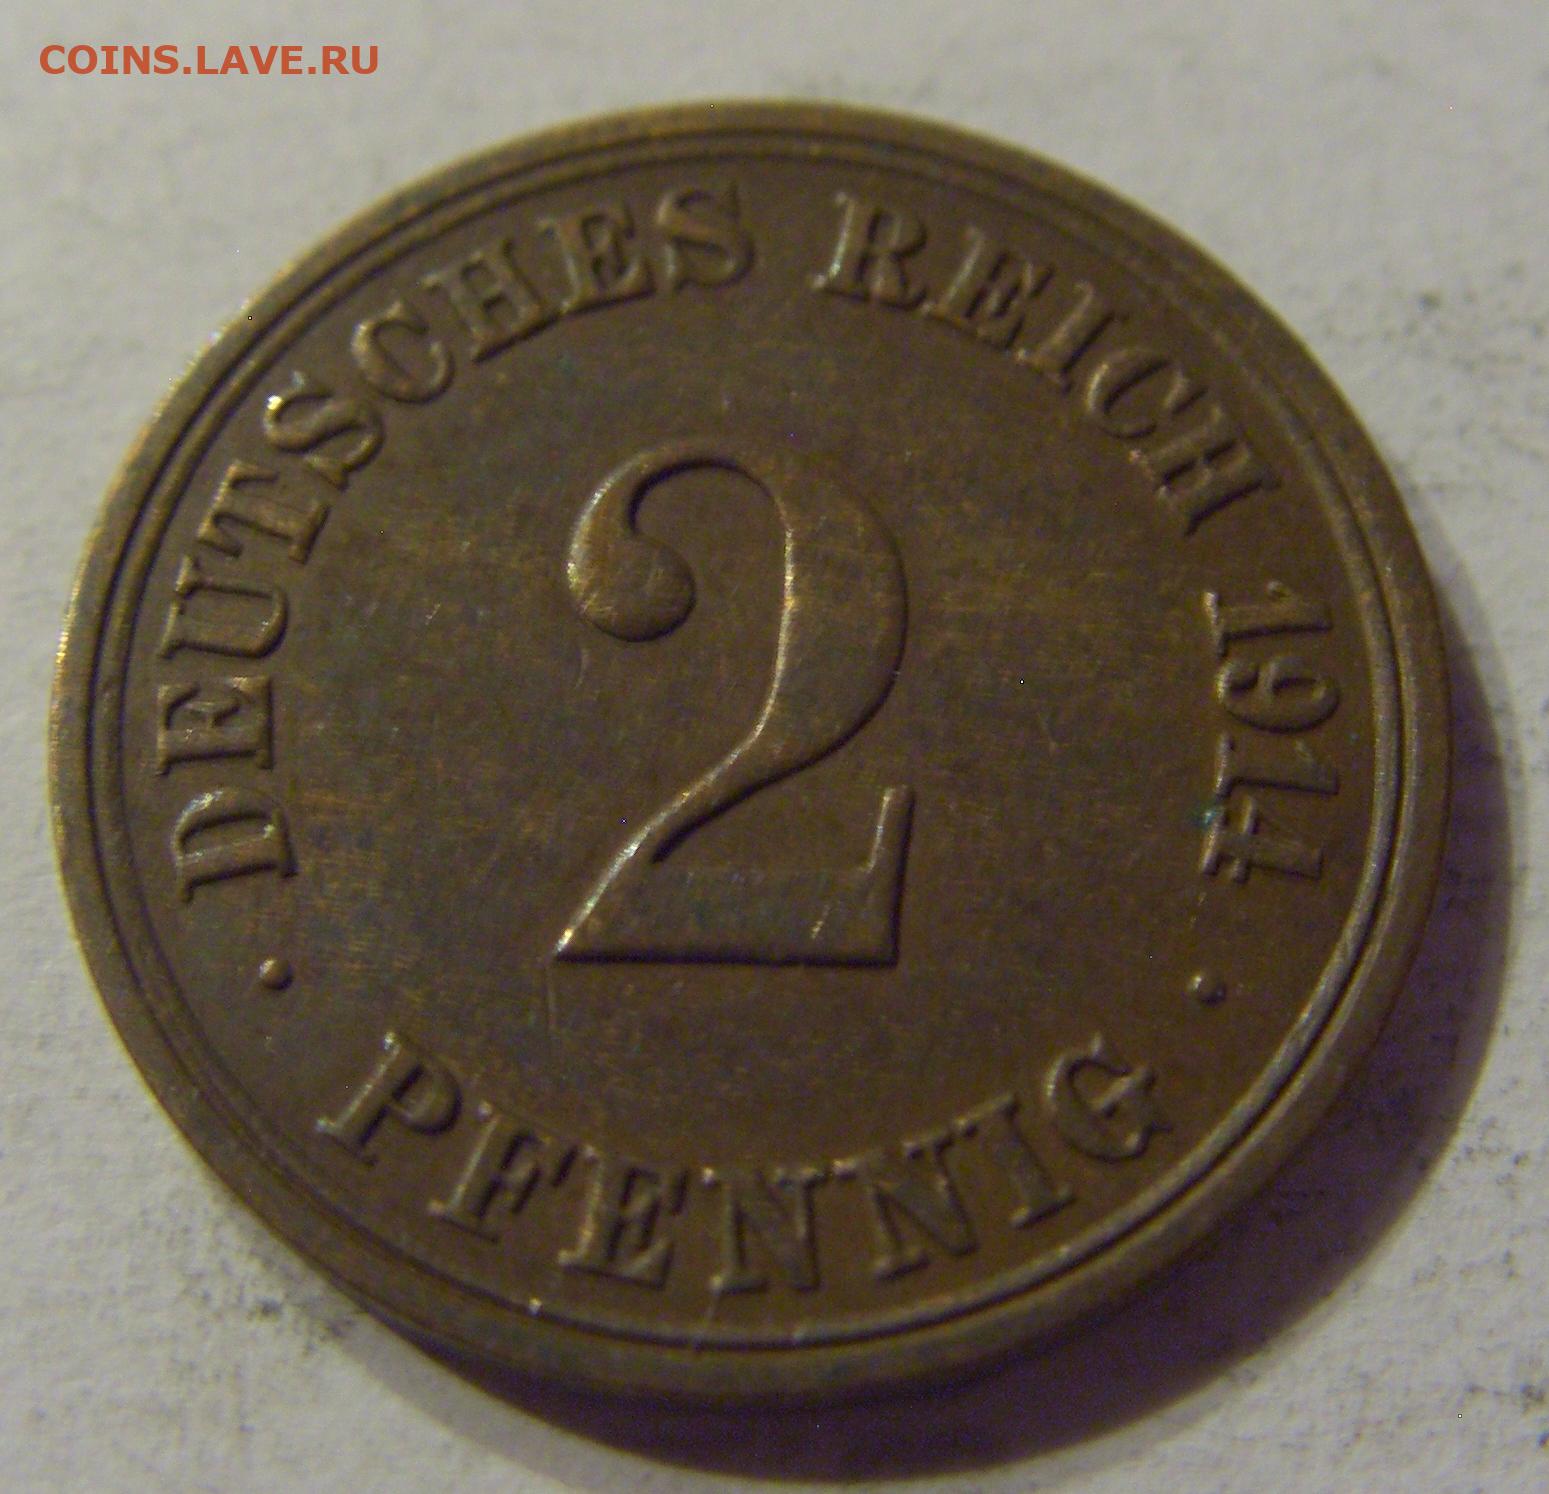 COINS.LAVE.RU
· DEUTSCHES REICH 1914 ·
2
PFENNIG